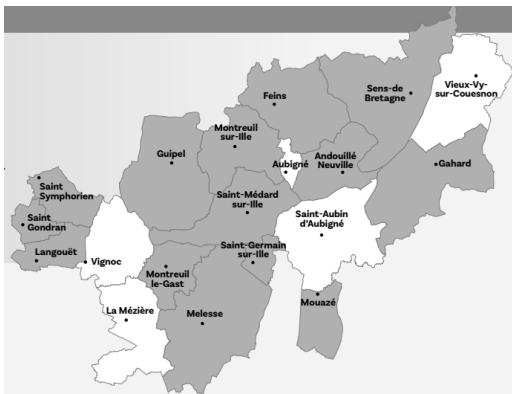 Vieux-Vy-
sur-Couesnon
Sens-de
Bretagne
Feins
Montreuil
sur-Ille
Guipel
Aubigné
Andouillé
Neuville
Gahard
Saint
Symphorien
Saint-Médard
sur-Ille
Saint-Aubin
d'Aubigné
Saint
Gondran
Langouët
Vignoc
Saint-Germain
sur-Ille
Montreuil
le-Gast
La Mézière
Melesse
Mouazé